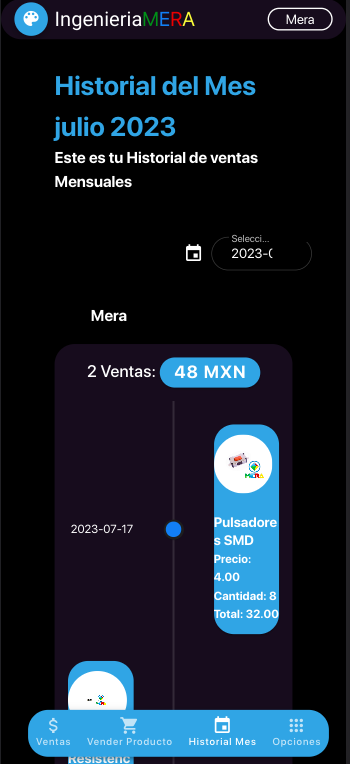 IngenieriaMERA
Mera
Historial del Mes
julio 2023
Este es tu Historial de ventas
Mensuales
Selecci...
2023-0
Mera
2 Ventas: 48 MXN
MERA
Pulsadore
s SMD
Precio:
4.00
Cantidad: 8
Total: 32.00
2023-07-17
Resistenc
Ventas
Vender Producto
Historial Mes
Opciones